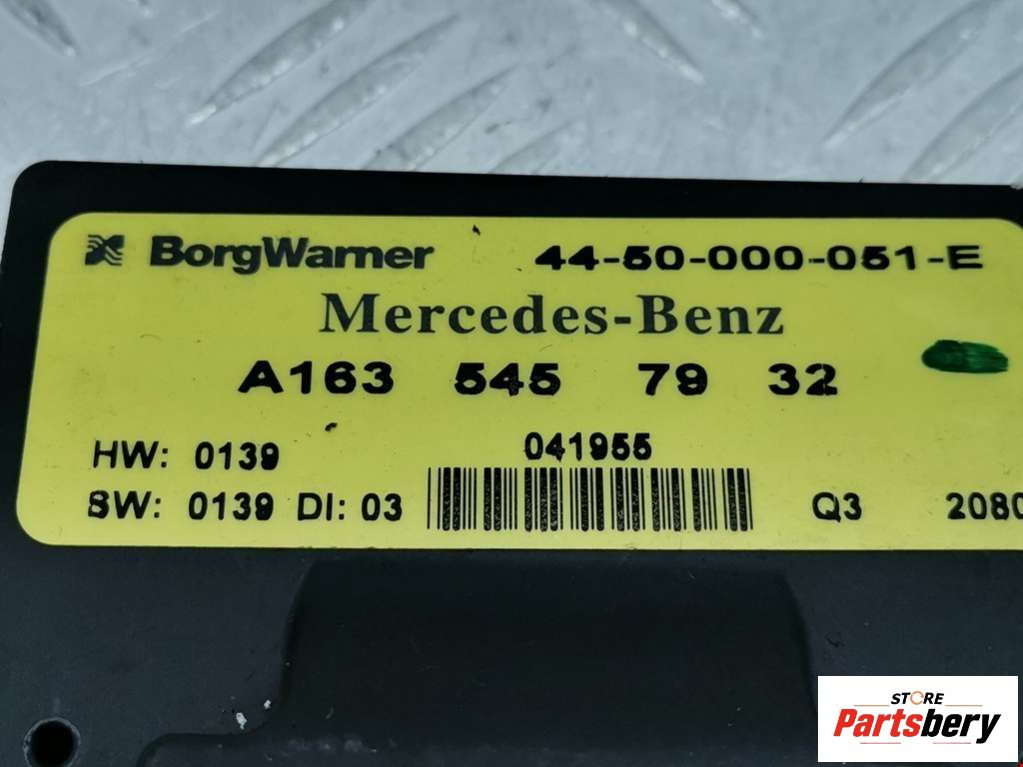 BorgWarner 44-50-000-051-E
Mercedes-Benz
A163 545 79 32
HW: 0139 041955
SW: 0139 DI: 03 Q3 2080
STORE
Partsbery